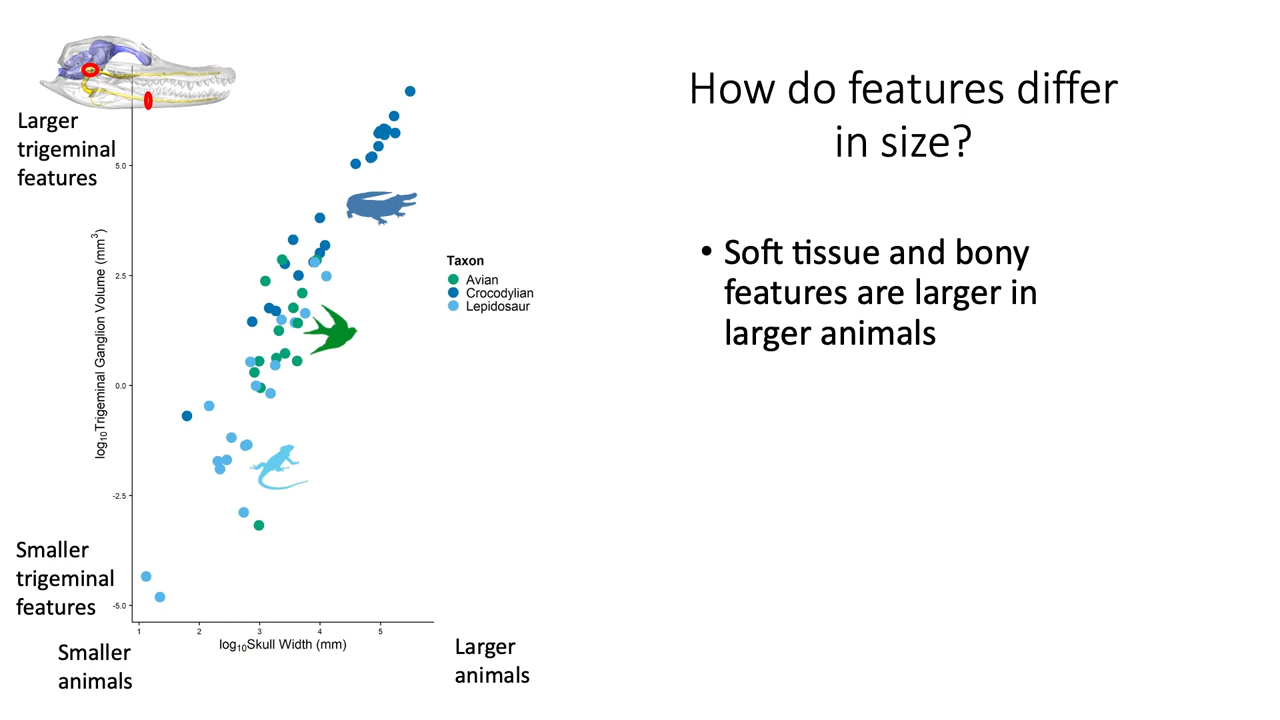 How do features differ
in size?
• Soft tissue and bony
features are larger in
larger animals
Larger
trigeminal
features
Smaller
trigeminal
features
Smaller
animals
Larger
animals
log10Trigeminal Ganglion Volume (mm3)
5.0
2.5
0.0
-2.5
-5.0
1 2 3 4 5
log10Skull Width (mm)
Taxon
Avian
Crocodylian
Lepidosaur